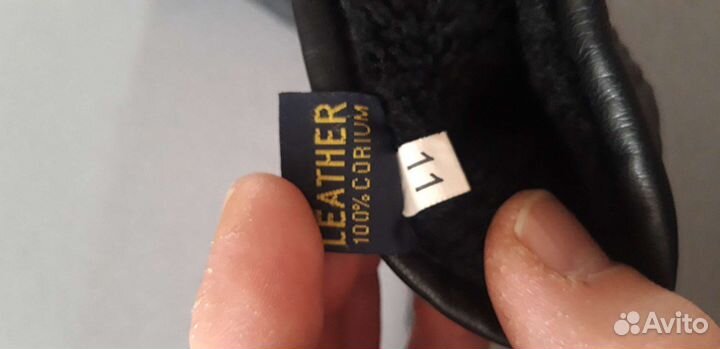 LEATHER
100% CORIUM
11
Avito